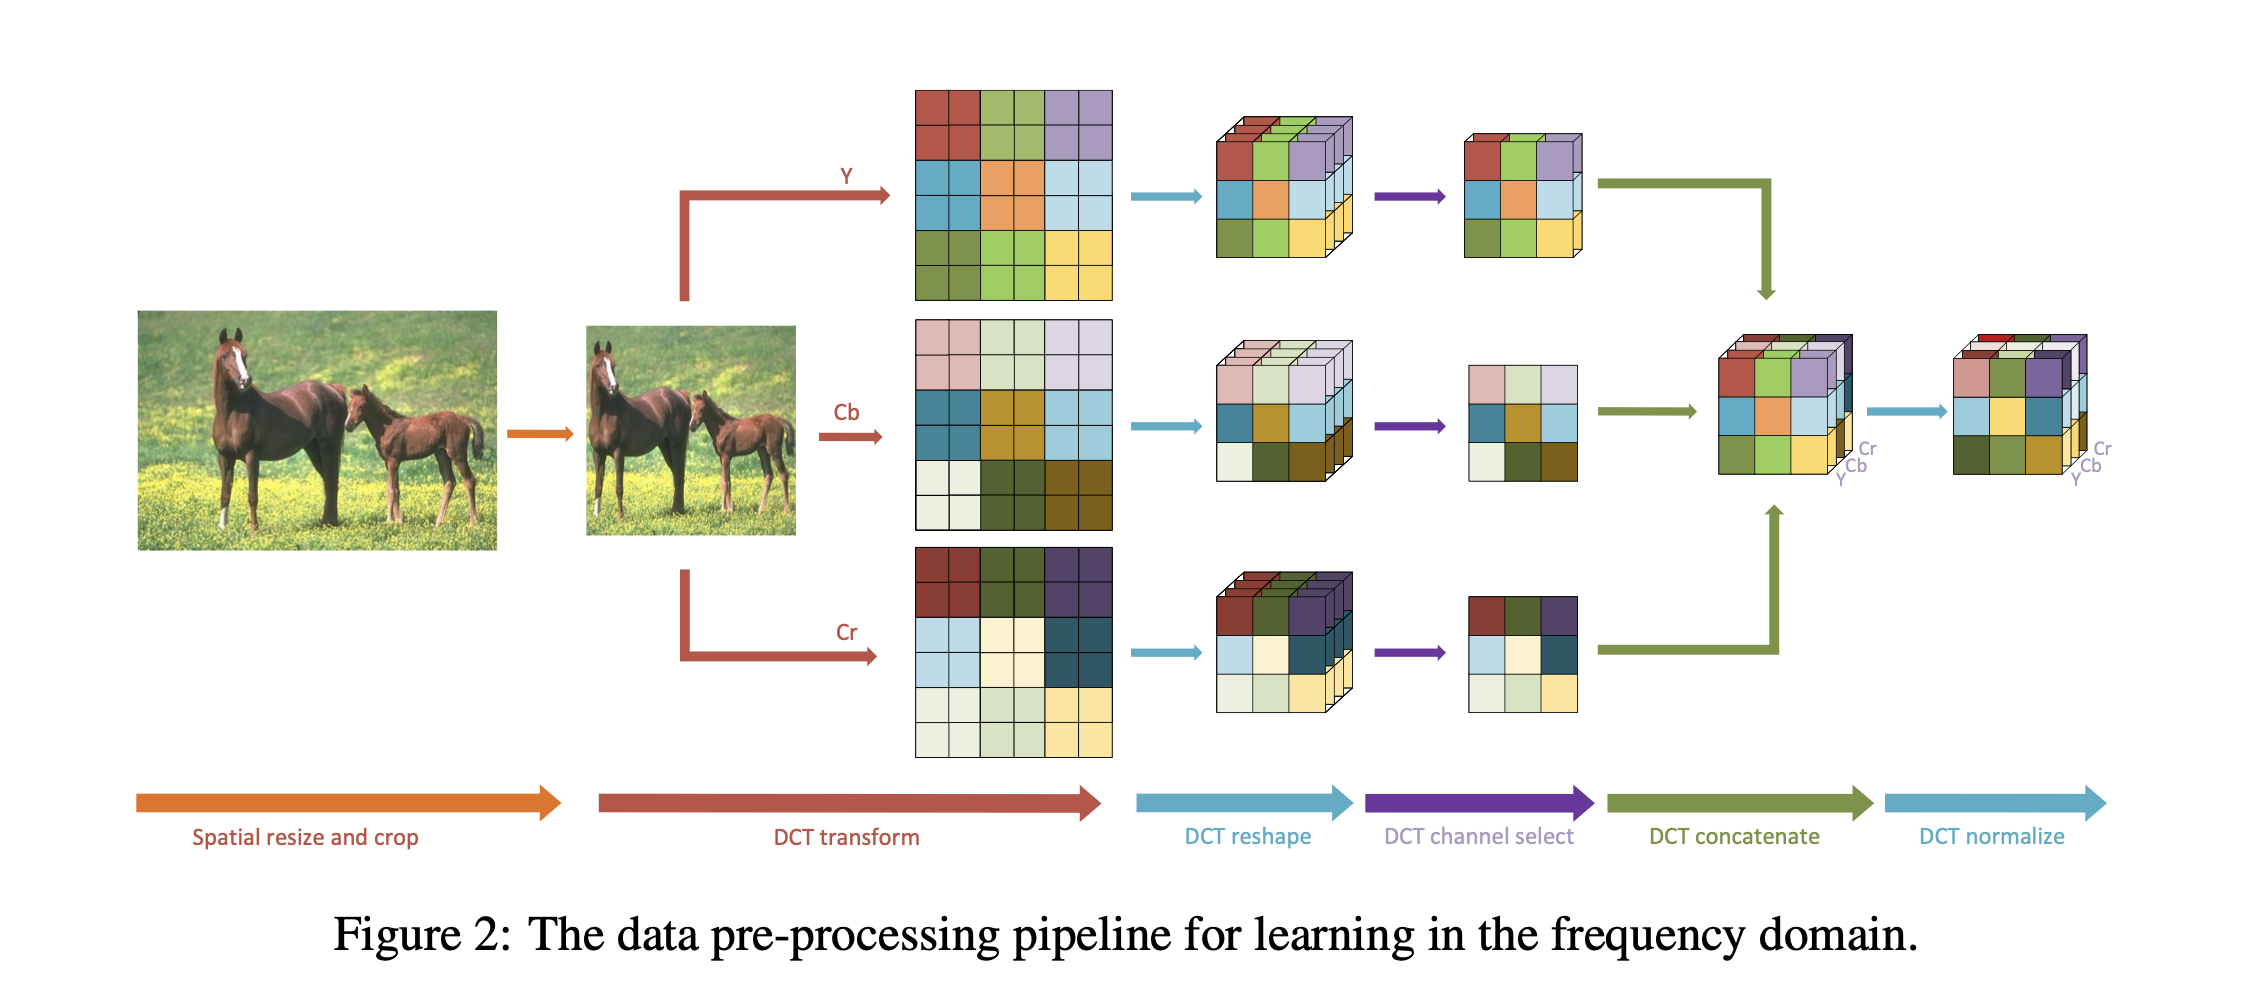 Y
Cb
Cr
Cr
Cb
Y
Cr
Cb
Y
Spatial resize and crop
DCT transform
DCT reshape
DCT channel select
DCT concatenate
DCT normalize
Figure 2: The data pre-processing pipeline for learning in the frequency domain.